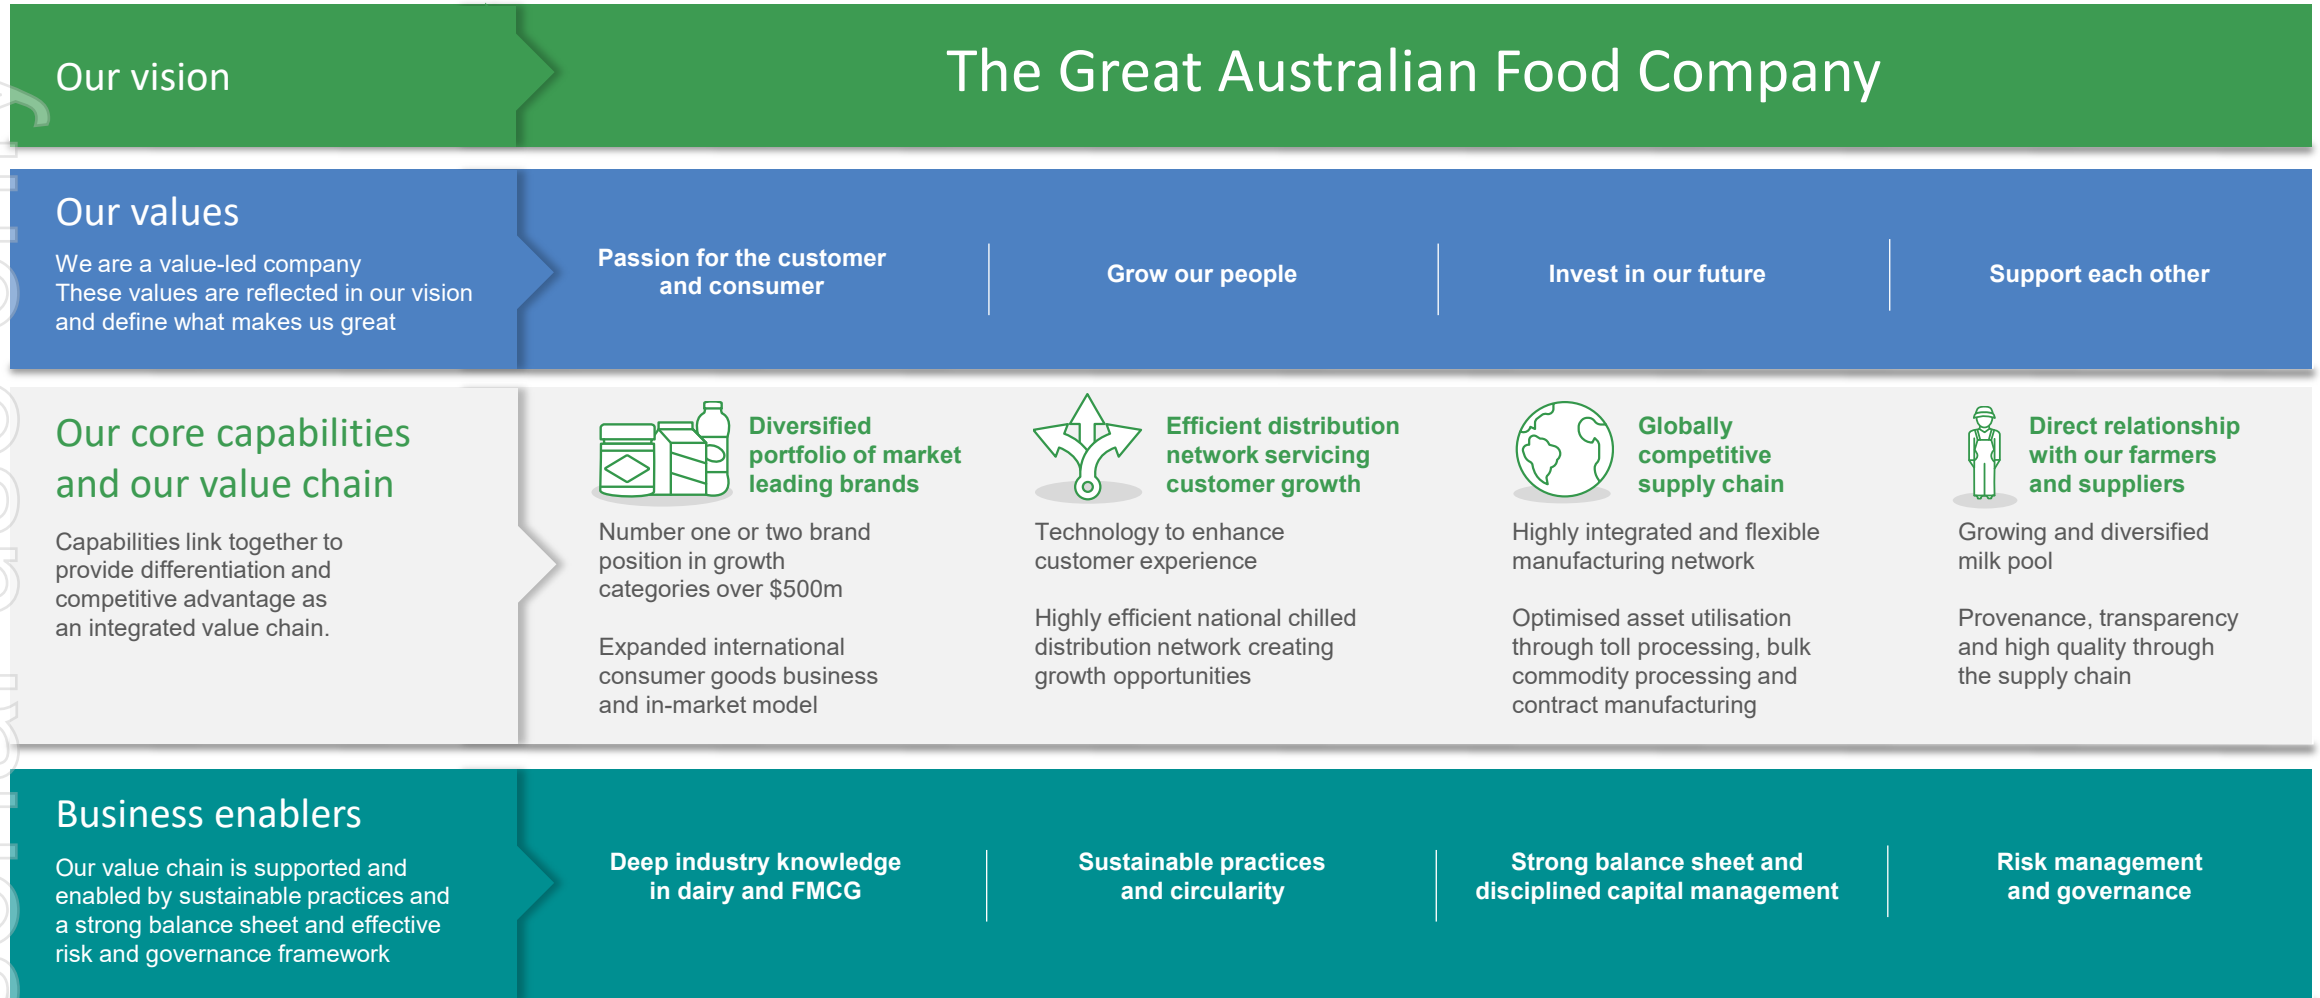 Our vision
The Great Australian Food Company
Our values
We are a value-led company
These values are reflected in our vision
and define what makes us great
Passion for the customer
and consumer
Grow our people
Invest in our future
Support each other
Our core capabilities
and our value chain
Capabilities link together to
provide differentiation and
competitive advantage as
an integrated value chain.
Diversified
portfolio of market
leading brands
Number one or two brand
position in growth
categories over $500m
Expanded international
consumer goods business
and in-market model
Efficient distribution
network servicing
customer growth
Technology to enhance
customer experience
Highly efficient national chilled
distribution network creating
growth opportunities
Globally
competitive
supply chain
Highly integrated and flexible
manufacturing network
Optimised asset utilisation
through toll processing, bulk
commodity processing and
contract manufacturing
Direct relationship
with our farmers
and suppliers
Growing and diversified
milk pool
Provenance, transparency
and high quality through
the supply chain
Business enablers
Our value chain is supported and
enabled by sustainable practices and
a strong balance sheet and effective
risk and governance framework
Deep industry knowledge
in dairy and FMCG
Sustainable practices
and circularity
Strong balance sheet and
disciplined capital management
Risk management
and governance